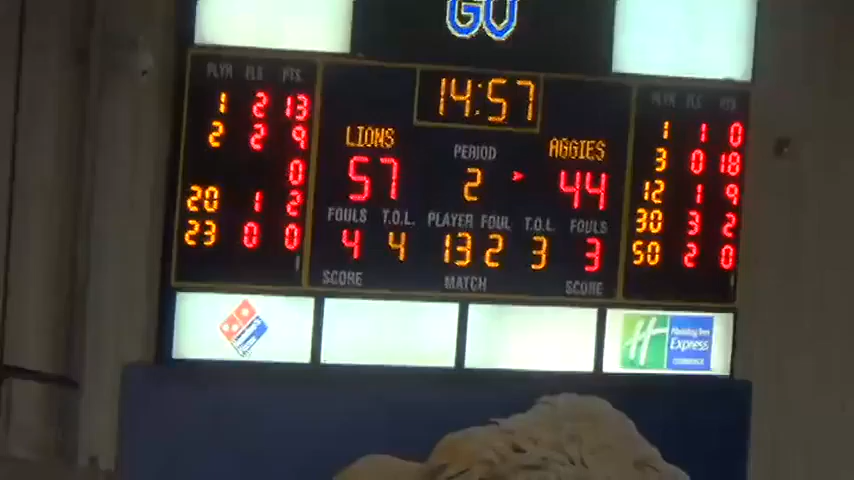 GO
PLYR FLS PTS
1 2 13
2 2 9
0
20 1 2
23 0 0
14:57
LIONS PERIOD AGGIES
57 2 44
FOULS T.O.L. PLAYER FOUL T.O.L. FOULS
4 4 13 2 3 3
SCORE MATCH SCORE
PLYR FLS PTS
1 1 0
3 0 18
12 1 9
30 3 2
50 2 0
H Holiday Inn
Express